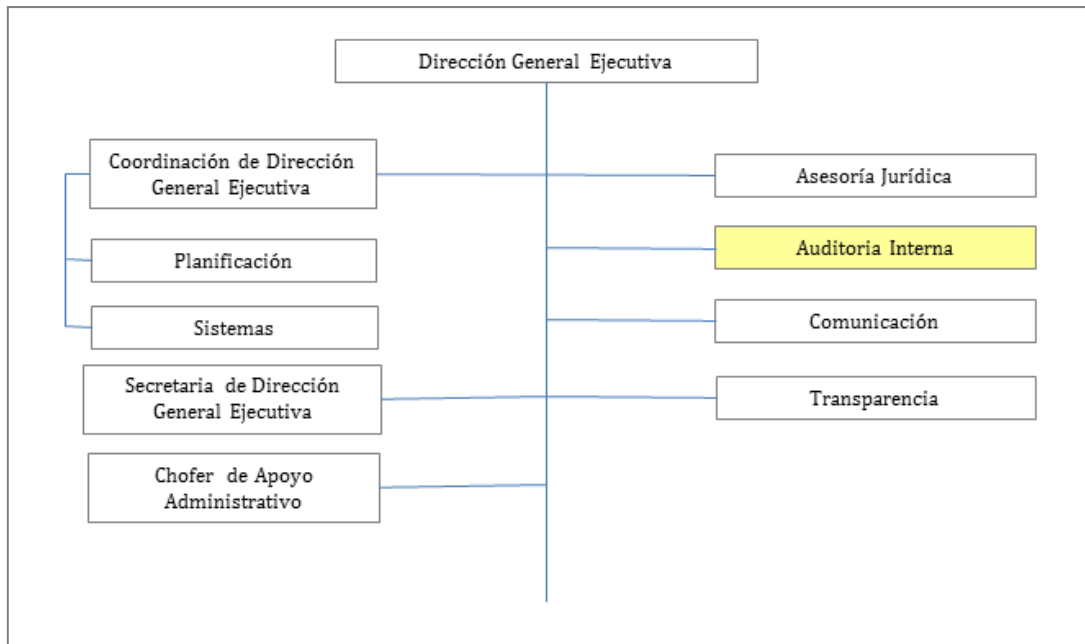 Dirección General Ejecutiva
Coordinación de Dirección
General Ejecutiva
Asesoría Jurídica
Auditoria Interna
Planificación
Comunicación
Sistemas
Secretaria de Dirección
General Ejecutiva
Transparencia
Chofer de Apoyo
Administrativo